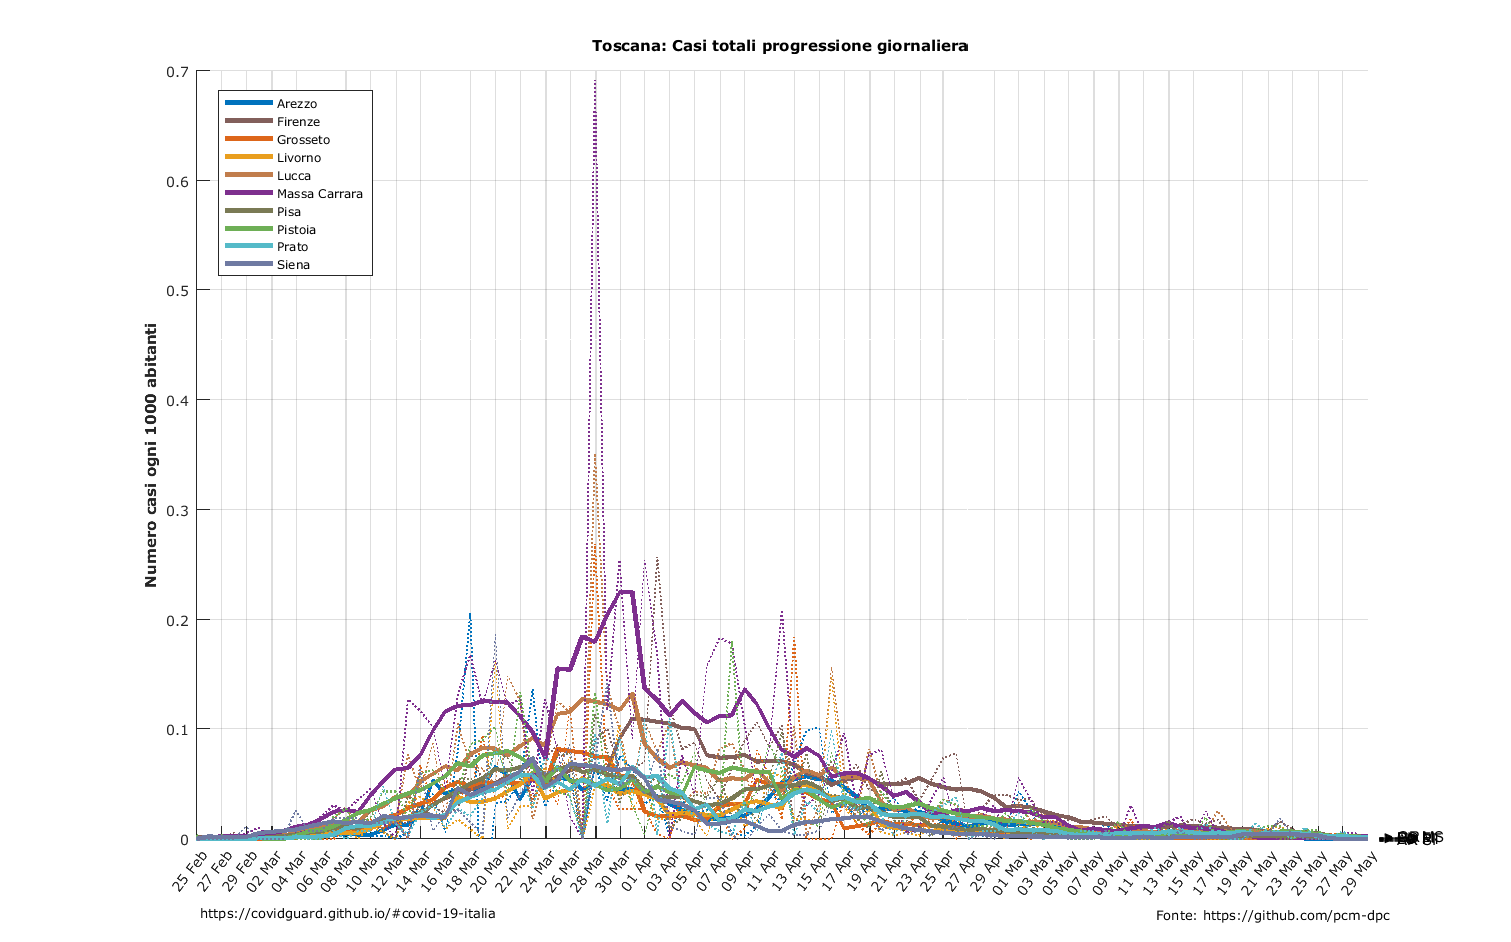 Toscana: Casi totali progressione giornaliera
0.7
0.6
0.5
0.4
0.3
0.2
0.1
0
Numero casi ogni 1000 abitanti
Arezzo
Firenze
Grosseto
Livorno
Lucca
Massa Carrara
Pisa
Pistoia
Prato
Siena
25 Feb
27 Feb
29 Feb
02 Mar
04 Mar
06 Mar
08 Mar
10 Mar
12 Mar
14 Mar
16 Mar
18 Mar
20 Mar
22 Mar
24 Mar
26 Mar
28 Mar
30 Mar
01 Apr
03 Apr
05 Apr
07 Apr
09 Apr
11 Apr
13 Apr
15 Apr
17 Apr
19 Apr
21 Apr
23 Apr
25 Apr
27 Apr
29 Apr
01 May
03 May
05 May
07 May
09 May
11 May
13 May
15 May
17 May
19 May
21 May
23 May
25 May
27 May
29 May
https://covidguard.github.io/#covid-19-italia
Fonte: https://github.com/pcm-dpc